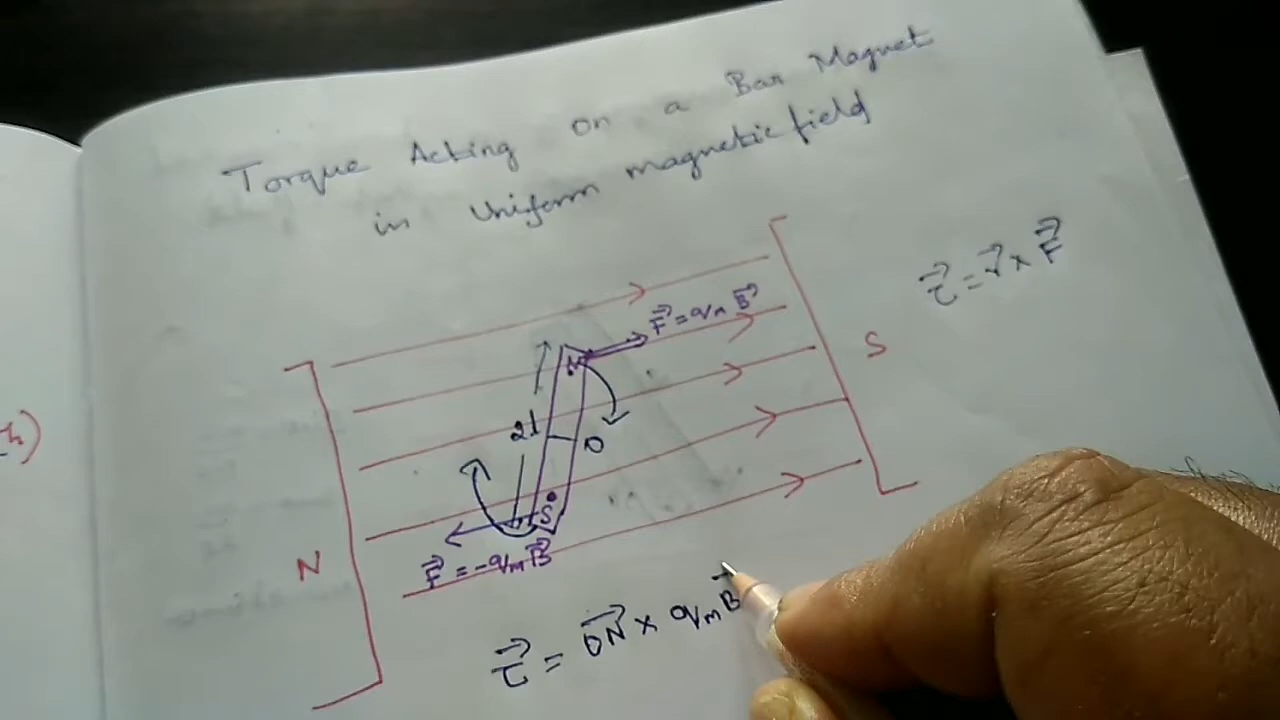 Torque Acting on a Bar Magnet
in Uniform magnetic field
τ⃗ = r⃗ × F⃗
F⃗ = qₘ B⃗
S
N
2l
O
S
F⃗ = -qₘ B⃗
N
τ⃗ = ON⃗ × qₘ B⃗